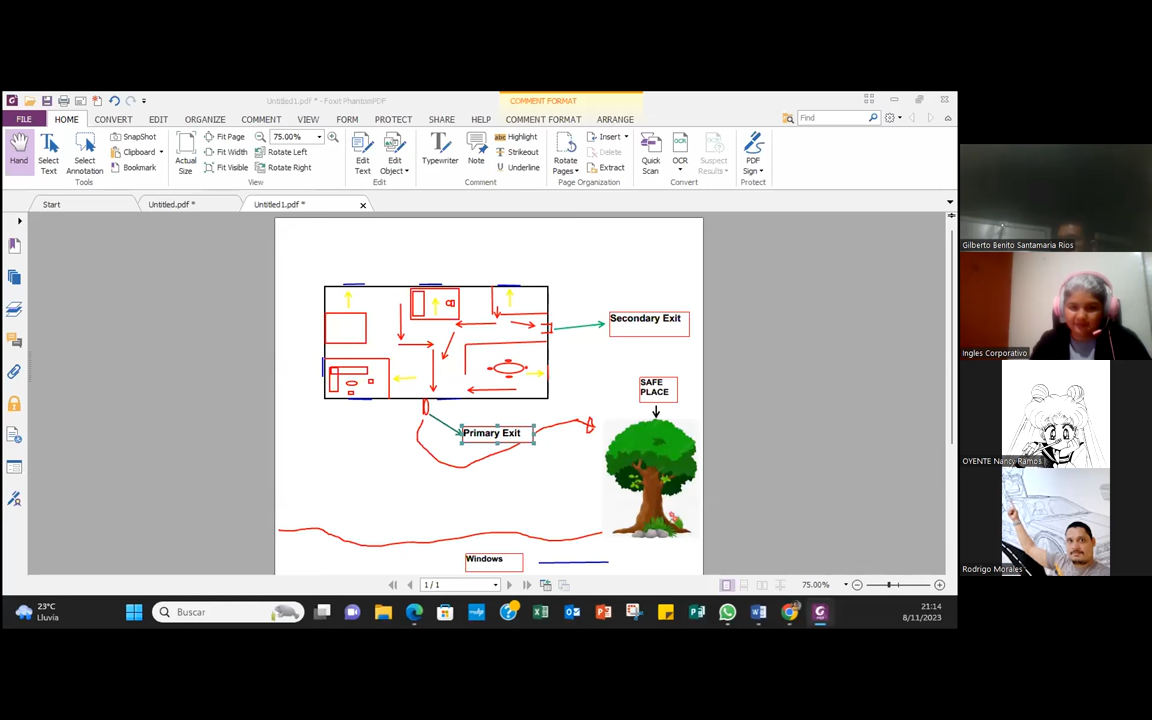 Untitled1.pdf * - Foxit PhantomPDF
COMMENT FORMAT
FILE
HOME
CONVERT
EDIT
ORGANIZE
COMMENT
VIEW
FORM
PROTECT
SHARE
HELP
COMMENT FORMAT
ARRANGE
Find
Hand
Select Text
Select Annotation
SnapShot
Clipboard
Bookmark
Tools
Actual Size
Fit Page
Fit Width
Fit Visible
75.00%
Rotate Left
Rotate Right
View
Edit Text
Edit Object
Edit
Typewriter
Note
Highlight
Strikeout
Underline
Comment
Rotate Pages
Insert
Delete
Extract
Page Organization
Quick Scan
OCR
Suspect Results
Convert
PDF Sign
Protect
Start
Untitled.pdf *
Untitled1.pdf *
Secondary Exit
SAFE
PLACE
Primary Exit
Windows
1 / 1
75.00%
23°C
Lluvia
Buscar
21:14
8/11/2023
Gilberto Benito Santamaria Rios
Ingles Corporativo
OYENTE Nancy Ramos
Rodrigo Morales